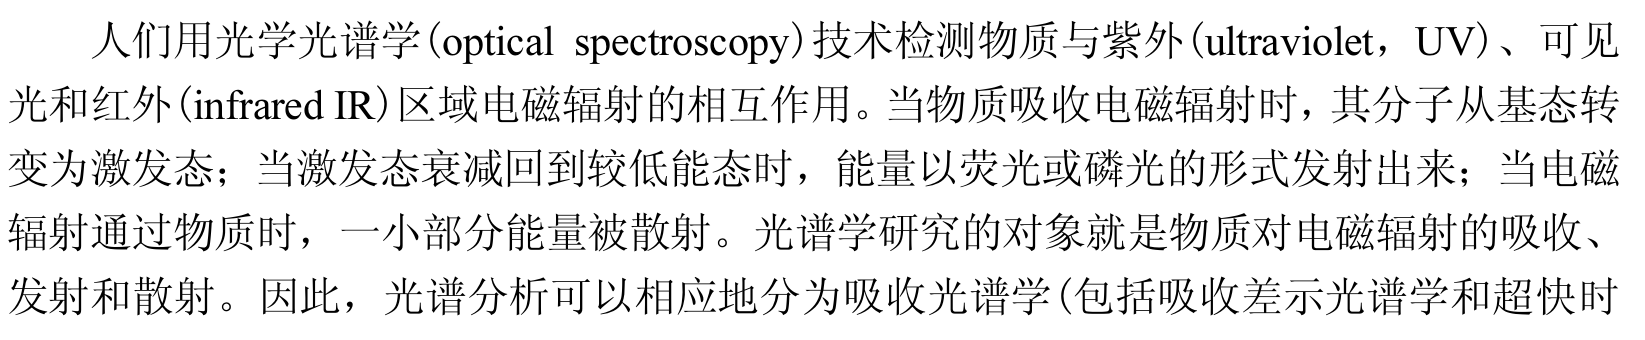 人们用光学光谱学(optical spectroscopy)技术检测物质与紫外(ultraviolet，UV)、可见
光和红外(infrared IR)区域电磁辐射的相互作用。当物质吸收电磁辐射时，其分子从基态转
变为激发态；当激发态衰减回到较低能态时，能量以荧光或磷光的形式发射出来；当电磁
辐射通过物质时，一小部分能量被散射。光谱学研究的对象就是物质对电磁辐射的吸收、
发射和散射。因此，光谱分析可以相应地分为吸收光谱学(包括吸收差示光谱学和超快时